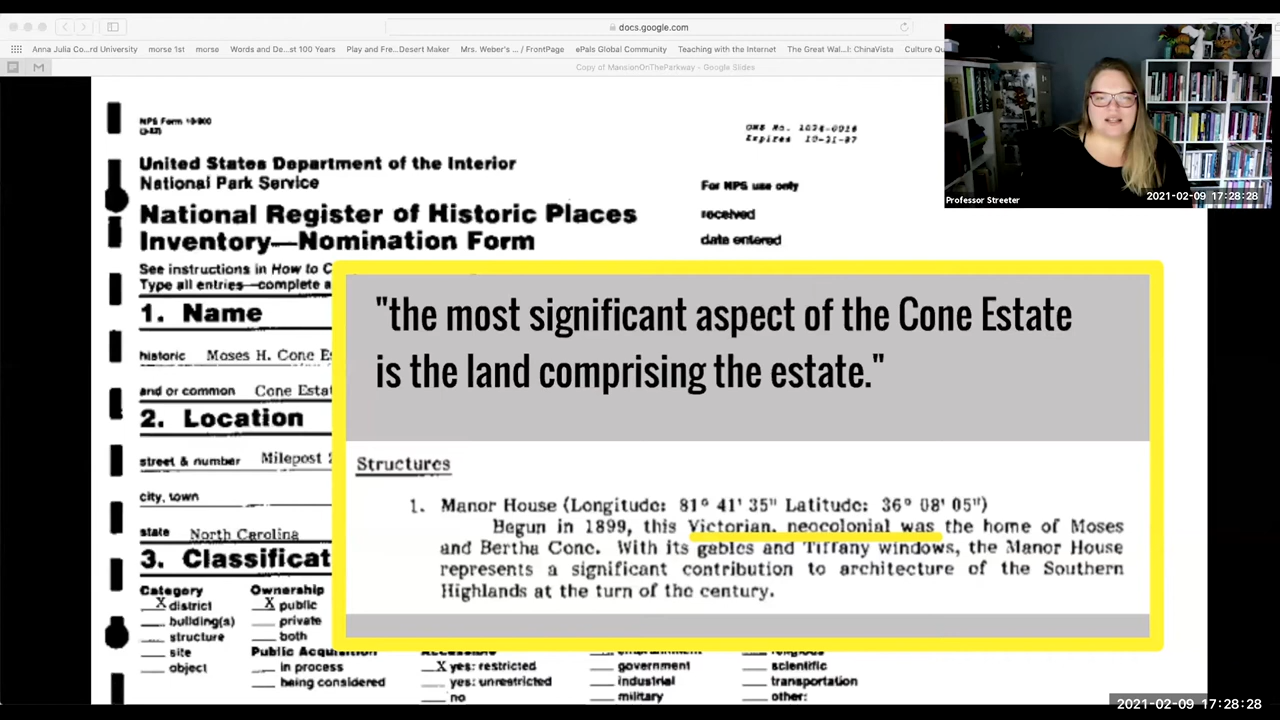 docs.google.com
Anna Julia Co...rd University morse 1st morse Words and De...st 100 Years Play and Fre...Desert Maker Mrs. Weber's ... / FrontPage ePals Global Community Teaching with the Internet The Great Wal...l: ChinaVista Culture
Copy of MansionOnTheParkway - Google Slides
2021-02-09 17:28:28
Professor Streeter
NPS Form 10-900
OMB No. 1024-0018
Expires 10-31-87
United States Department of the Interior
National Park Service
For NPS use only
National Register of Historic Places
received
Inventory—Nomination Form
date entered
See instructions in How to C
Type all entries—complete a
1. Name
historic Moses H. Cone Es
and or common Cone Estat
2. Location
street & number Milepost 2
city, town
state North Carolina
3. Classificat
Category Ownership
X district X public
building(s) private
structure both
site Public Acquisition
object in process
being considered
X yes: restricted
yes: unrestricted
no
government
industrial
military
religious
scientific
transportation
other:
"the most significant aspect of the Cone Estate
is the land comprising the estate."
Structures
1. Manor House (Longitude: 81° 41' 35" Latitude: 36° 08' 05")
Begun in 1899, this Victorian, neocolonial was the home of Moses
and Bertha Cone. With its gables and Tiffany windows, the Manor House
represents a significant contribution to architecture of the Southern
Highlands at the turn of the century.
2021-02-09 17:28:28